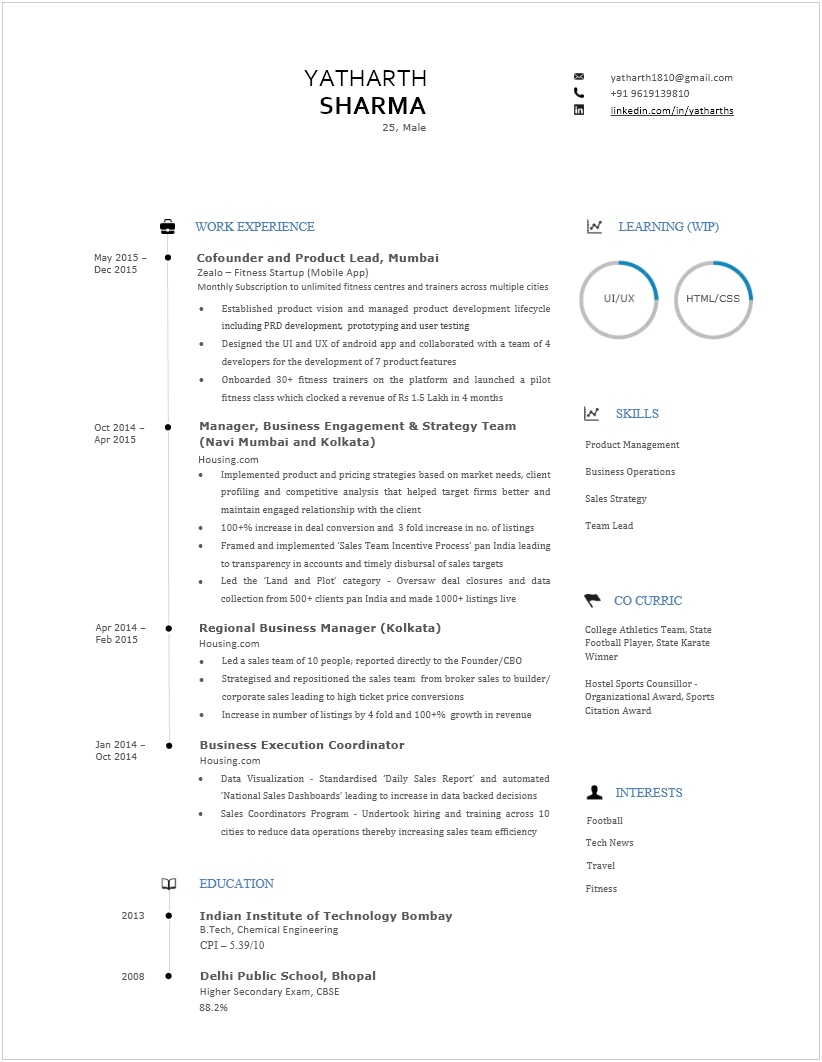 YATHARTH
SHARMA
25, Male
yatharth1810@gmail.com
+91 9619139810
linkedin.com/in/yatharths
WORK EXPERIENCE
May 2015 –
Dec 2015
Cofounder and Product Lead, Mumbai
Zealo – Fitness Startup (Mobile App)
Monthly Subscription to unlimited fitness centres and trainers across multiple cities
• Established product vision and managed product development lifecycle
including PRD development, prototyping and user testing
• Designed the UI and UX of android app and collaborated with a team of 4
developers for the development of 7 product features
• Onboarded 30+ fitness trainers on the platform and launched a pilot
fitness class which clocked a revenue of Rs 1.5 Lakh in 4 months
Oct 2014 –
Apr 2015
Manager, Business Engagement & Strategy Team
(Navi Mumbai and Kolkata)
Housing.com
• Implemented product and pricing strategies based on market needs, client
profiling and competitive analysis that helped target firms better and
maintain engaged relationship with the client
• 100+% increase in deal conversion and 3 fold increase in no. of listings
• Framed and implemented ‘Sales Team Incentive Process’ pan India leading
to transparency in accounts and timely disbursal of sales targets
• Led the ‘Land and Plot’ category - Oversaw deal closures and data
collection from 500+ clients pan India and made 1000+ listings live
Apr 2014 –
Feb 2015
Regional Business Manager (Kolkata)
Housing.com
• Led a sales team of 10 people; reported directly to the Founder/CBO
• Strategised and repositioned the sales team from broker sales to builder/
corporate sales leading to high ticket price conversions
• Increase in number of listings by 4 fold and 100+% growth in revenue
Jan 2014 –
Oct 2014
Business Execution Coordinator
Housing.com
• Data Visualization - Standardised ‘Daily Sales Report’ and automated
‘National Sales Dashboards’ leading to increase in data backed decisions
• Sales Coordinators Program - Undertook hiring and training across 10
cities to reduce data operations thereby increasing sales team efficiency
EDUCATION
2013
Indian Institute of Technology Bombay
B.Tech, Chemical Engineering
CPI – 5.39/10
2008
Delhi Public School, Bhopal
Higher Secondary Exam, CBSE
88.2%
LEARNING (WIP)
UI/UX
HTML/CSS
SKILLS
Product Management
Business Operations
Sales Strategy
Team Lead
CO CURRIC
College Athletics Team, State
Football Player, State Karate
Winner
Hostel Sports Counsillor -
Organizational Award, Sports
Citation Award
INTERESTS
Football
Tech News
Travel
Fitness